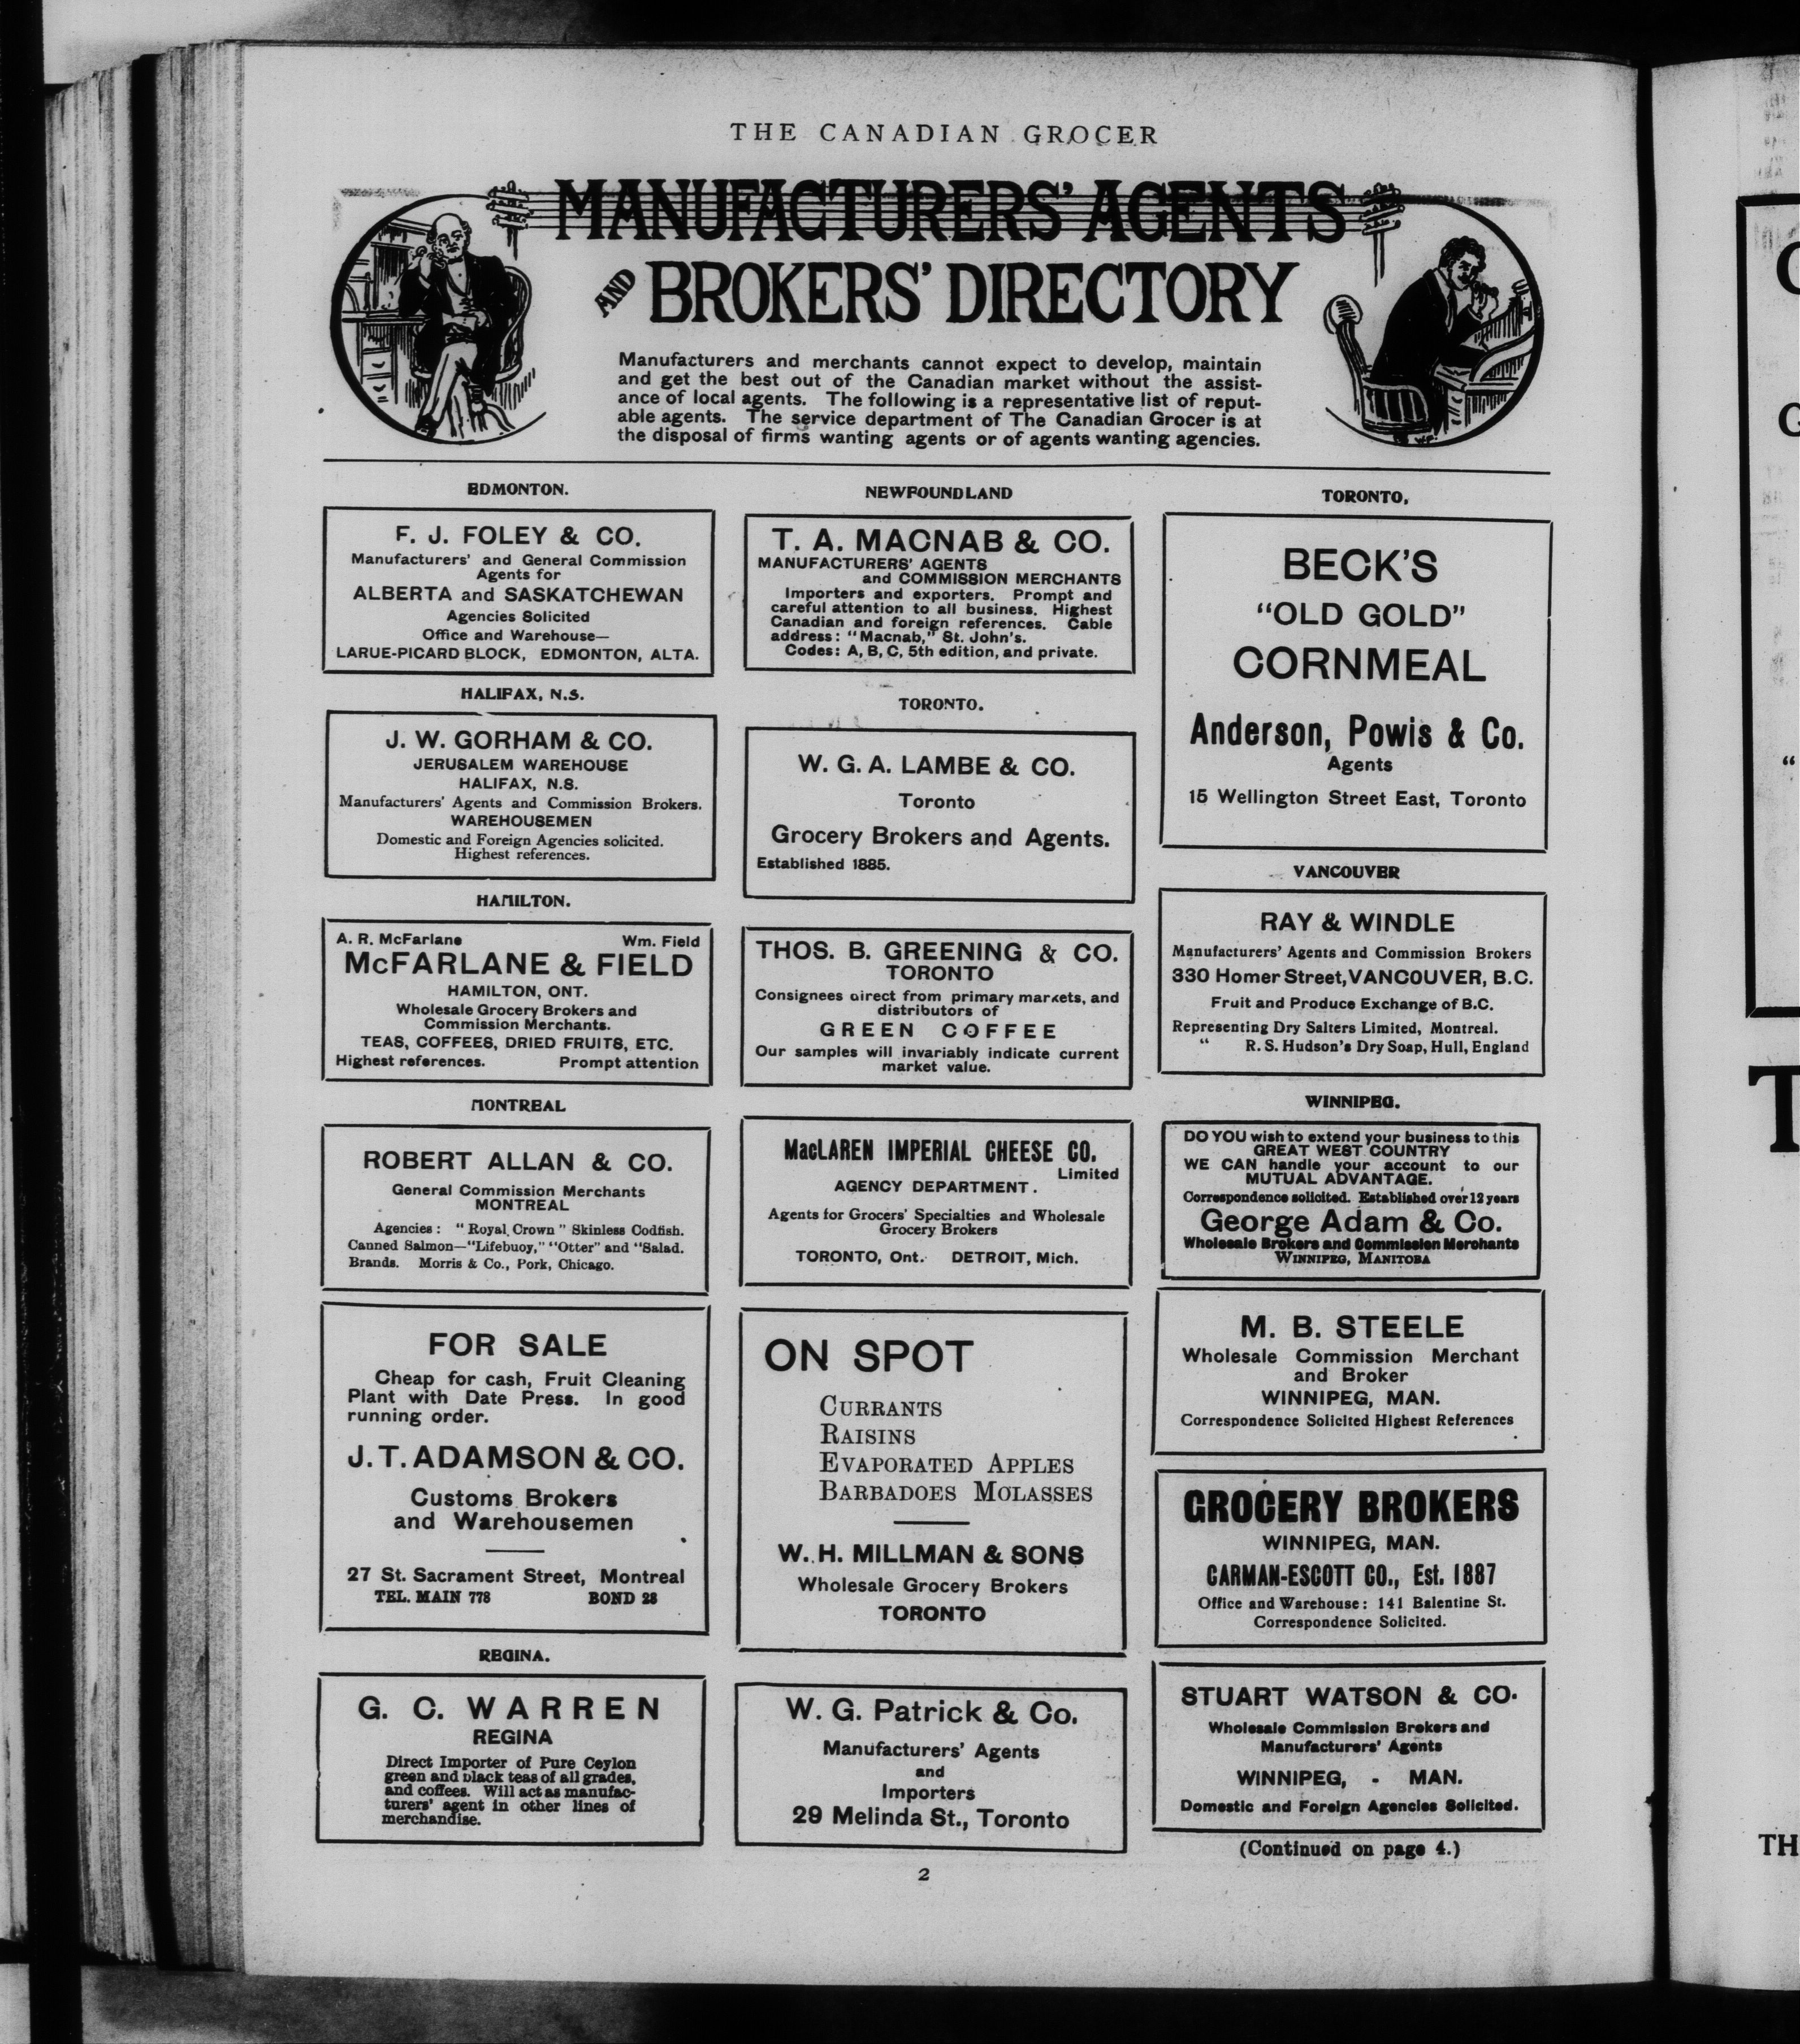 THE CANADIAN GROCER
MANUFACTURERS' AGENTS
AND BROKERS' DIRECTORY
Manufacturers and merchants cannot expect to develop, maintain
and get the best out of the Canadian market without the assist-
ance of local agents. The following is a representative list of reput-
able agents. The service department of The Canadian Grocer is at
the disposal of firms wanting agents or of agents wanting agencies.
EDMONTON.
F. J. FOLEY & CO.
Manufacturers' and General Commission
Agents for
ALBERTA and SASKATCHEWAN
Agencies Solicited
Office and Warehouse—
LARUE-PICARD BLOCK, EDMONTON, ALTA.
HALIFAX, N.S.
J. W. GORHAM & CO.
JERUSALEM WAREHOUSE
HALIFAX, N.S.
Manufacturers' Agents and Commission Brokers.
WAREHOUSEMEN
Domestic and Foreign Agencies solicited.
Highest references.
HAMILTON.
A. R. McFarlane Wm. Field
McFARLANE & FIELD
HAMILTON, ONT.
Wholesale Grocery Brokers and
Commission Merchants.
TEAS, COFFEES, DRIED FRUITS, ETC.
Highest references. Prompt attention
MONTREAL
ROBERT ALLAN & CO.
General Commission Merchants
MONTREAL
Agencies: "Royal Crown" Skinless Codfish.
Canned Salmon—"Lifebuoy," "Otter" and "Salad.
Brands. Morris & Co., Pork, Chicago.
FOR SALE
Cheap for cash, Fruit Cleaning
Plant with Date Press. In good
running order.
J. T. ADAMSON & CO.
Customs Brokers
and Warehousemen
27 St. Sacrament Street, Montreal
TEL. MAIN 778 BOND 28
REGINA.
G. C. WARREN
REGINA
Direct Importer of Pure Ceylon
green and black teas of all grades,
and coffees. Will act as manufac-
turers' agent in other lines of
merchandise.
NEWFOUNDLAND
T. A. MACNAB & CO.
MANUFACTURERS' AGENTS
and COMMISSION MERCHANTS
Importers and exporters. Prompt and
careful attention to all business. Highest
Canadian and foreign references. Cable
address: "Macnab," St. John's.
Codes: A, B, C, 5th edition, and private.
TORONTO.
W. G. A. LAMBE & CO.
Toronto
Grocery Brokers and Agents.
Established 1885.
THOS. B. GREENING & CO.
TORONTO
Consignees direct from primary markets, and
distributors of
GREEN COFFEE
Our samples will invariably indicate current
market value.
MacLAREN IMPERIAL CHEESE CO.
Limited
AGENCY DEPARTMENT.
Agents for Grocers' Specialties and Wholesale
Grocery Brokers
TORONTO, Ont. DETROIT, Mich.
ON SPOT
CURRANTS
RAISINS
EVAPORATED APPLES
BARBADOES MOLASSES
W. H. MILLMAN & SONS
Wholesale Grocery Brokers
TORONTO
W. G. Patrick & Co.
Manufacturers' Agents
and
Importers
29 Melinda St., Toronto
TORONTO,
BECK'S
"OLD GOLD"
CORNMEAL
Anderson, Powis & Co.
Agents
15 Wellington Street East, Toronto
VANCOUVER
RAY & WINDLE
Manufacturers' Agents and Commission Brokers
330 Homer Street, VANCOUVER, B.C.
Fruit and Produce Exchange of B.C.
Representing Dry Salters Limited, Montreal.
" R. S. Hudson's Dry Soap, Hull, England
WINNIPEG.
DO YOU wish to extend your business to this
GREAT WEST COUNTRY
WE CAN handle your account to our
MUTUAL ADVANTAGE.
Correspondence solicited. Established over 12 years
George Adam & Co.
Wholesale Brokers and Commission Merchants
WINNIPEG, MANITOBA
M. B. STEELE
Wholesale Commission Merchant
and Broker
WINNIPEG, MAN.
Correspondence Solicited Highest References
GROCERY BROKERS
WINNIPEG, MAN.
CARMAN-ESCOTT CO., Est. 1887
Office and Warehouse: 141 Balentine St.
Correspondence Solicited.
STUART WATSON & CO.
Wholesale Commission Brokers and
Manufacturers' Agents
WINNIPEG, - MAN.
Domestic and Foreign Agencies Solicited.
(Continued on page 4.)
2